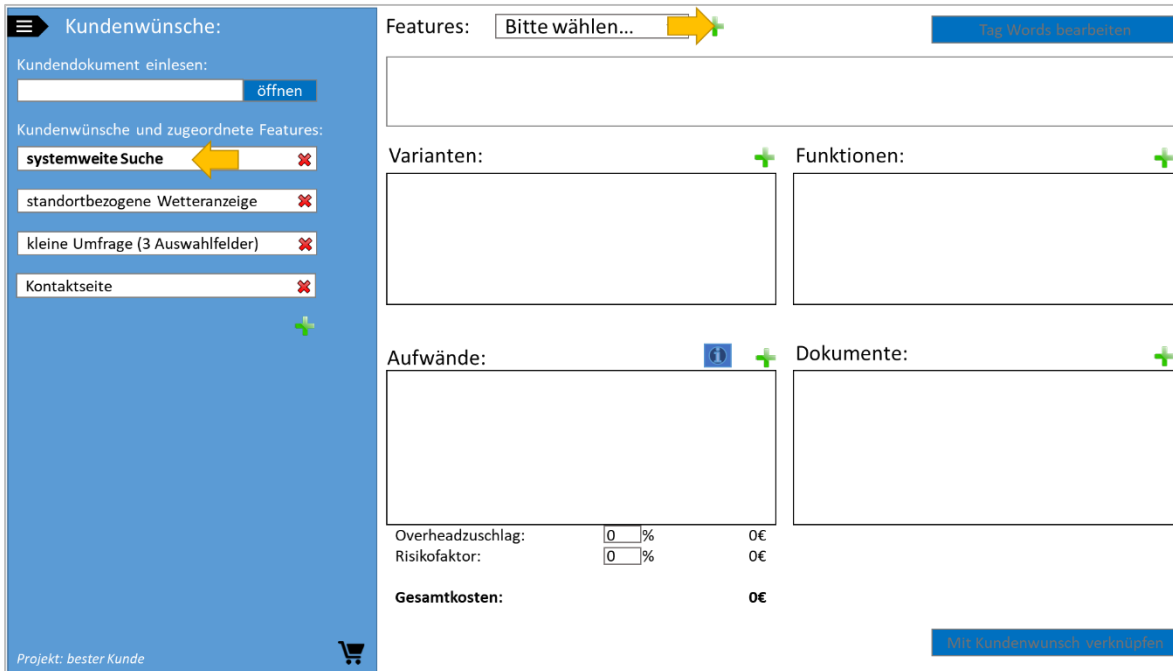 Kundenwünsche:
Kundendokument einlesen:
öffnen
Kundenwünsche und zugeordnete Features:
systemweite Suche
standortbezogene Wetteranzeige
kleine Umfrage (3 Auswahlfelder)
Kontaktseite
Projekt: bester Kunde
Features: Bitte wählen...
Tag Words bearbeiten
Varianten:
Funktionen:
Aufwände:
Dokumente:
Overheadzuschlag: 0 % 0€
Risikofaktor: 0 % 0€
Gesamtkosten: 0€
Mit Kundenwunsch verknüpfen